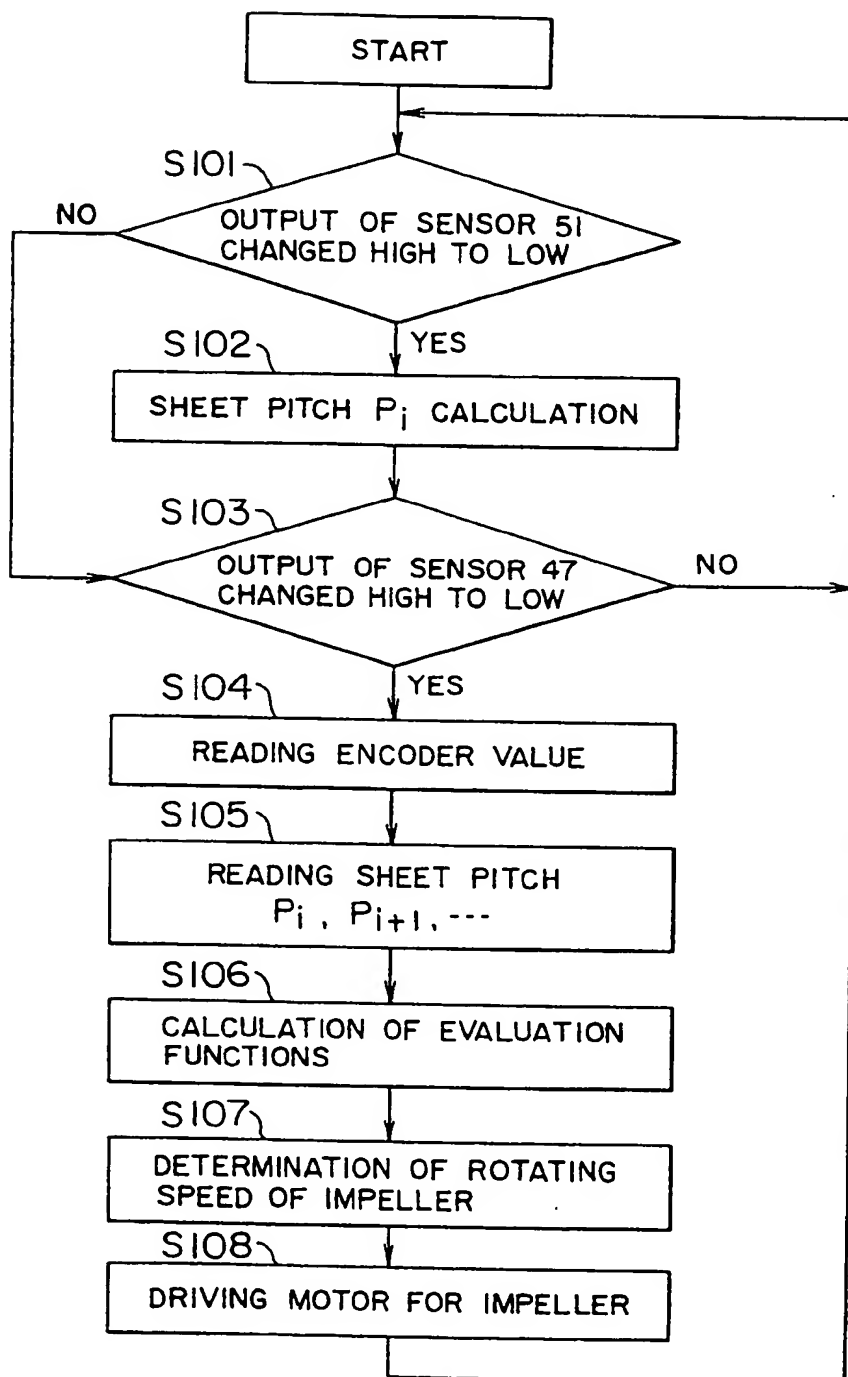 START
S101
NO
OUTPUT OF SENSOR 51
CHANGED HIGH TO LOW
YES
S102
SHEET PITCH Pi CALCULATION
S103
OUTPUT OF SENSOR 47
CHANGED HIGH TO LOW
NO
YES
S104
READING ENCODER VALUE
S105
READING SHEET PITCH
Pi , Pi+1, ---
S106
CALCULATION OF EVALUATION
FUNCTIONS
S107
DETERMINATION OF ROTATING
SPEED OF IMPELLER
S108
DRIVING MOTOR FOR IMPELLER